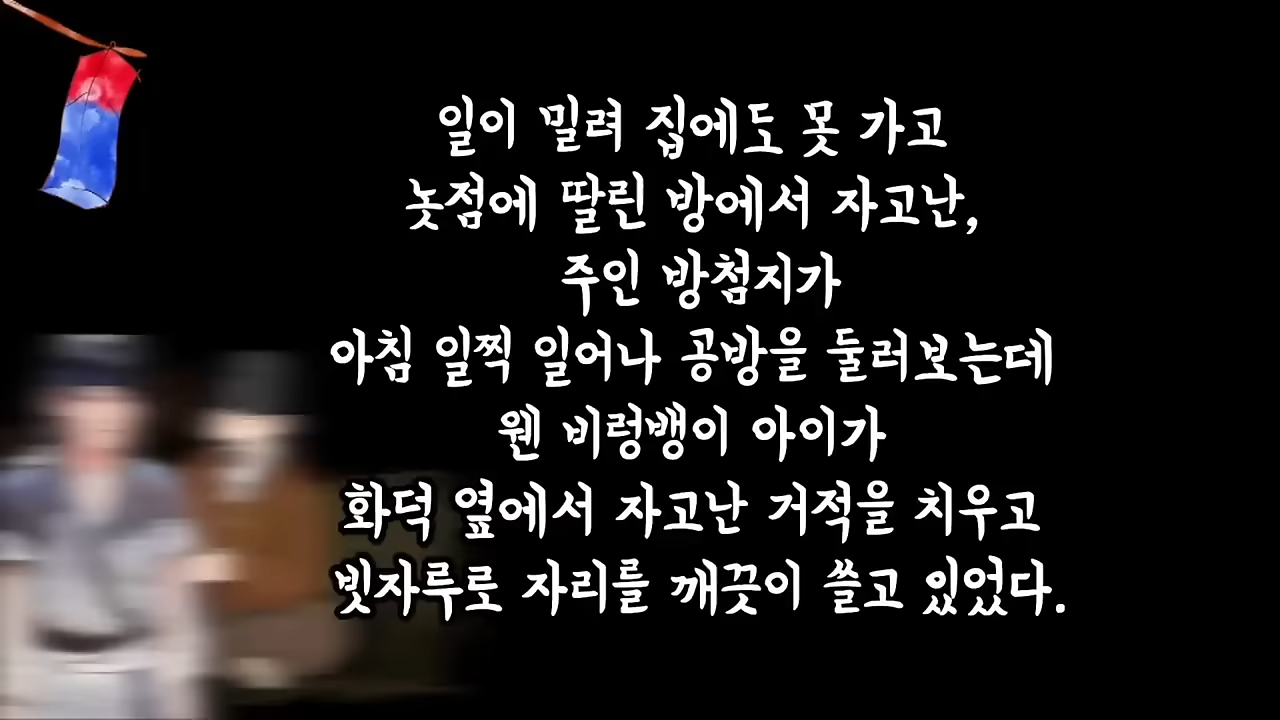 일이 밀려 집에도 못 가고
놋점에 딸린 방에서 자고난,
주인 방첨지가
아침 일찍 일어나 공방을 둘러보는데
웬 비렁뱅이 아이가
화덕 옆에서 자고난 거적을 치우고
빗자루로 자리를 깨끗이 쓸고 있었다.